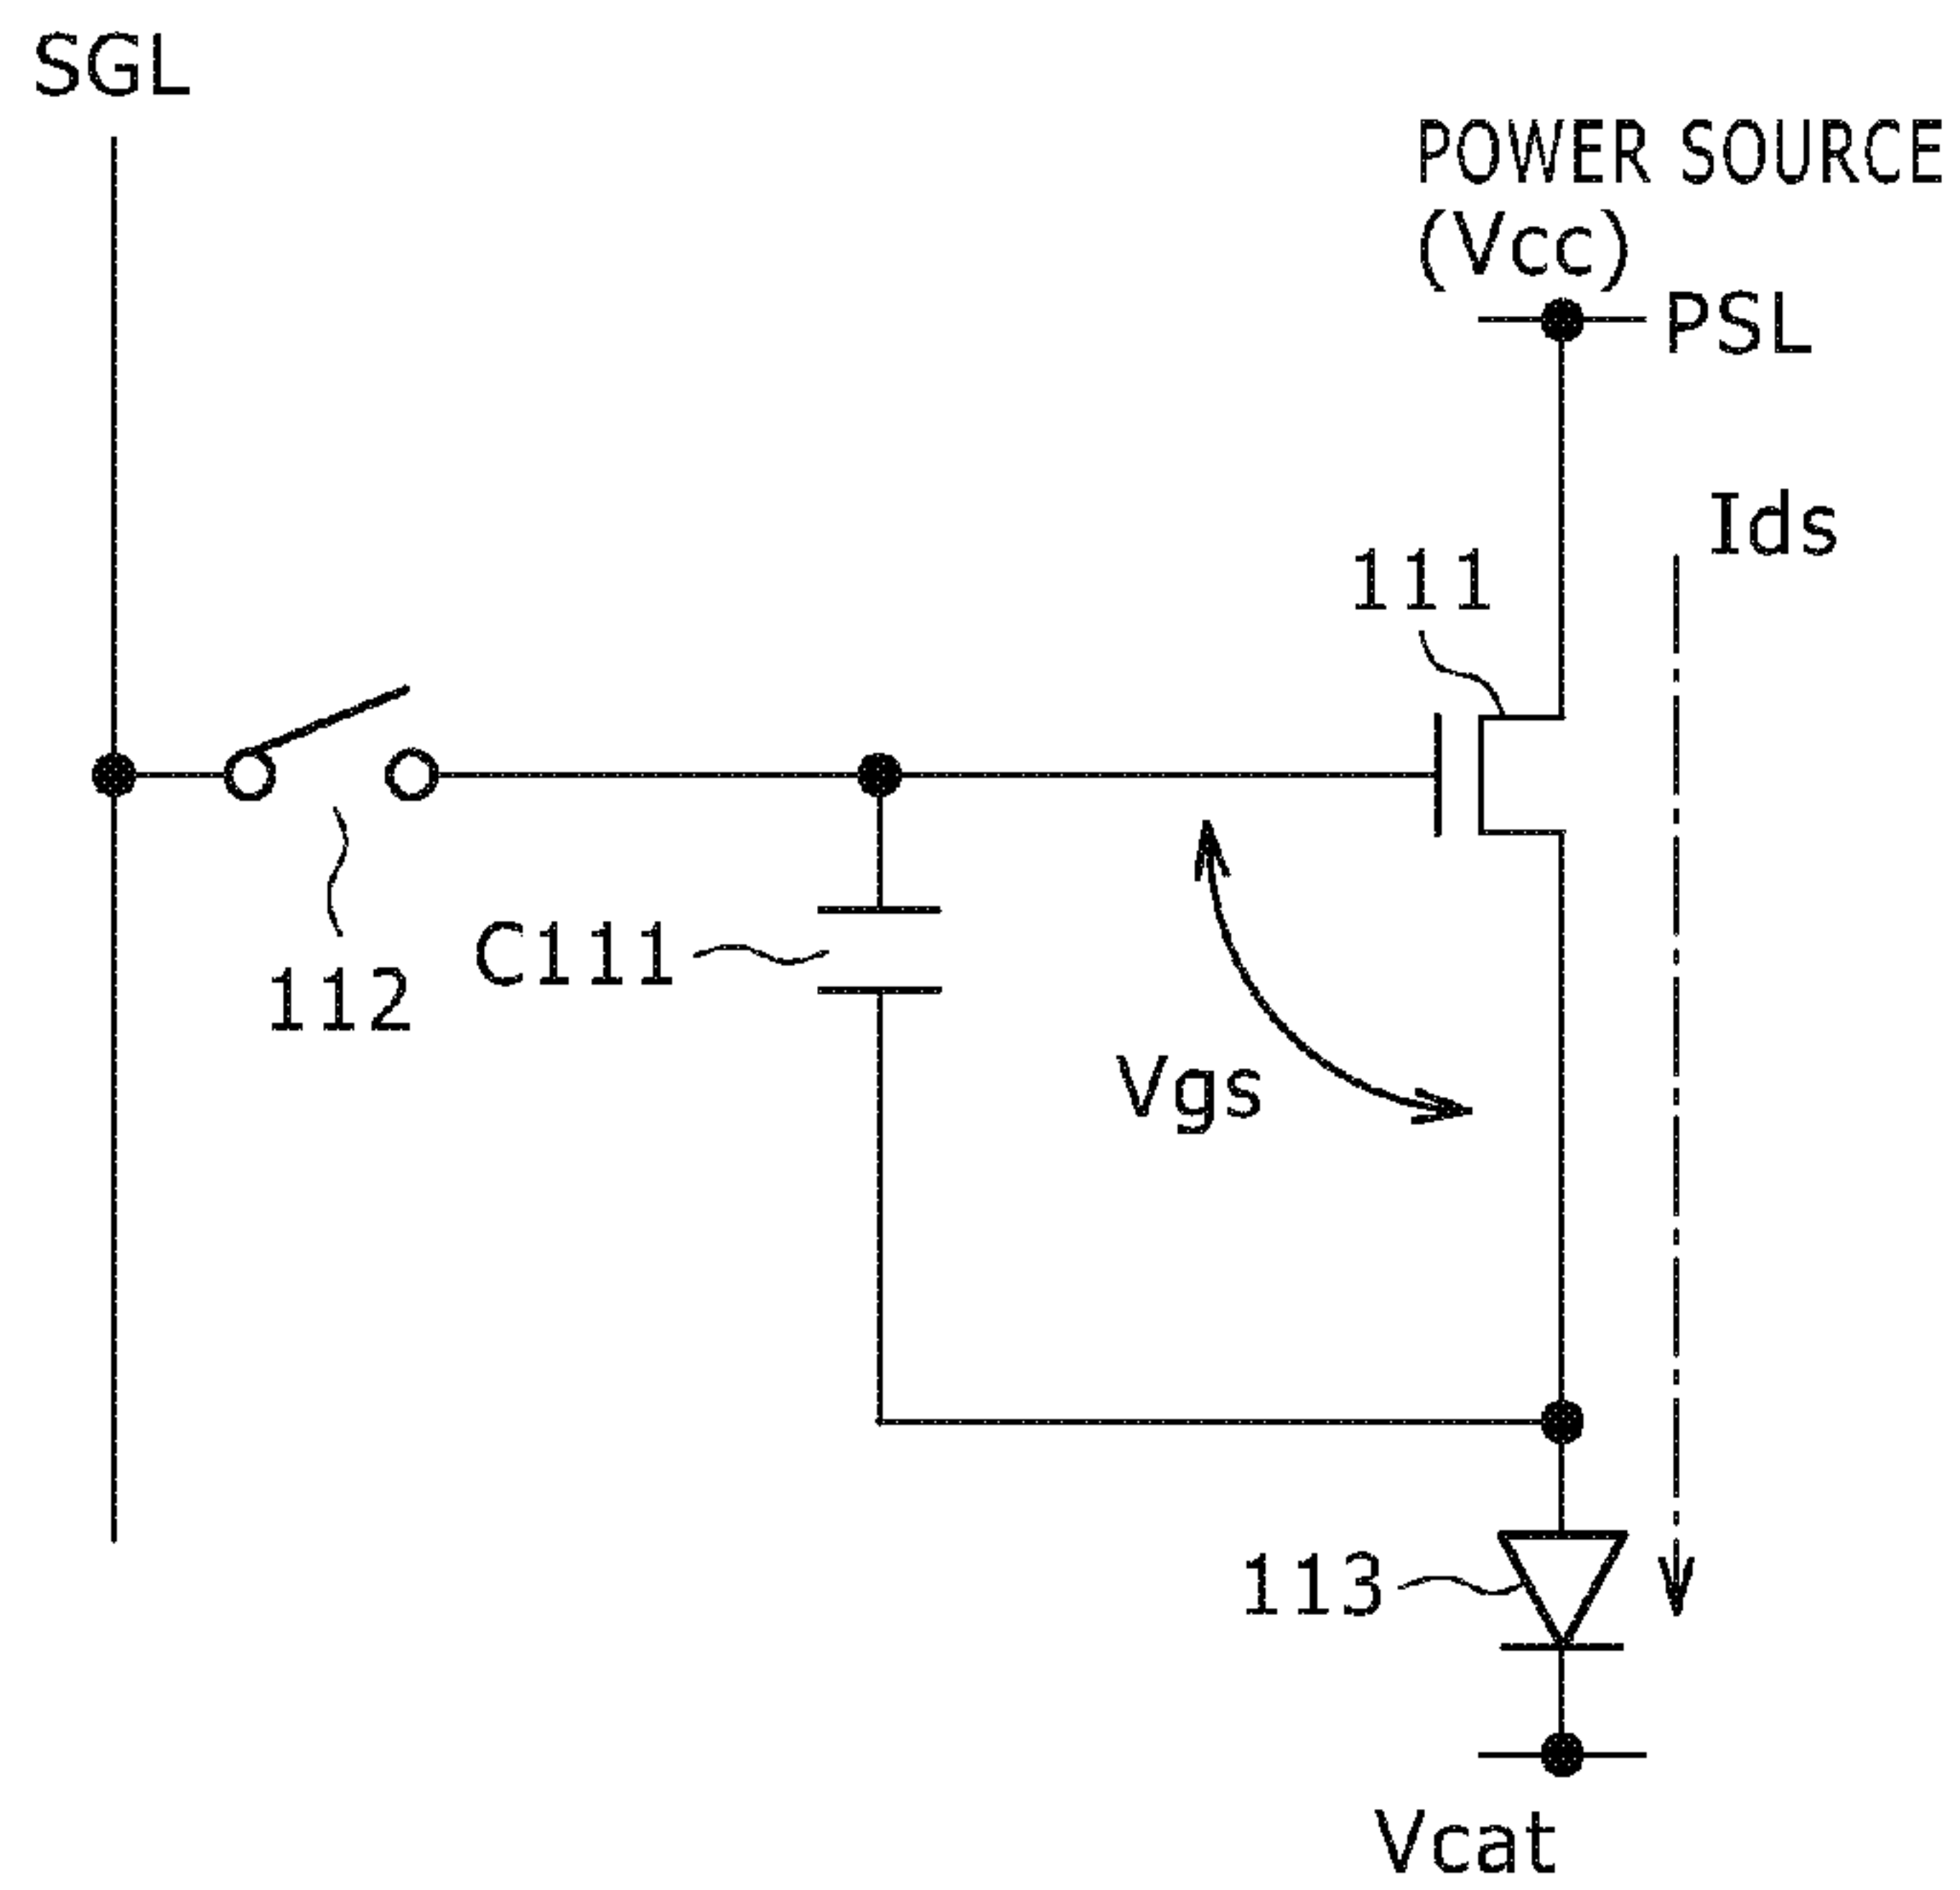 SGL
POWER SOURCE
(Vcc)
PSL
Ids
111
112
C111
Vgs
113
Vcat